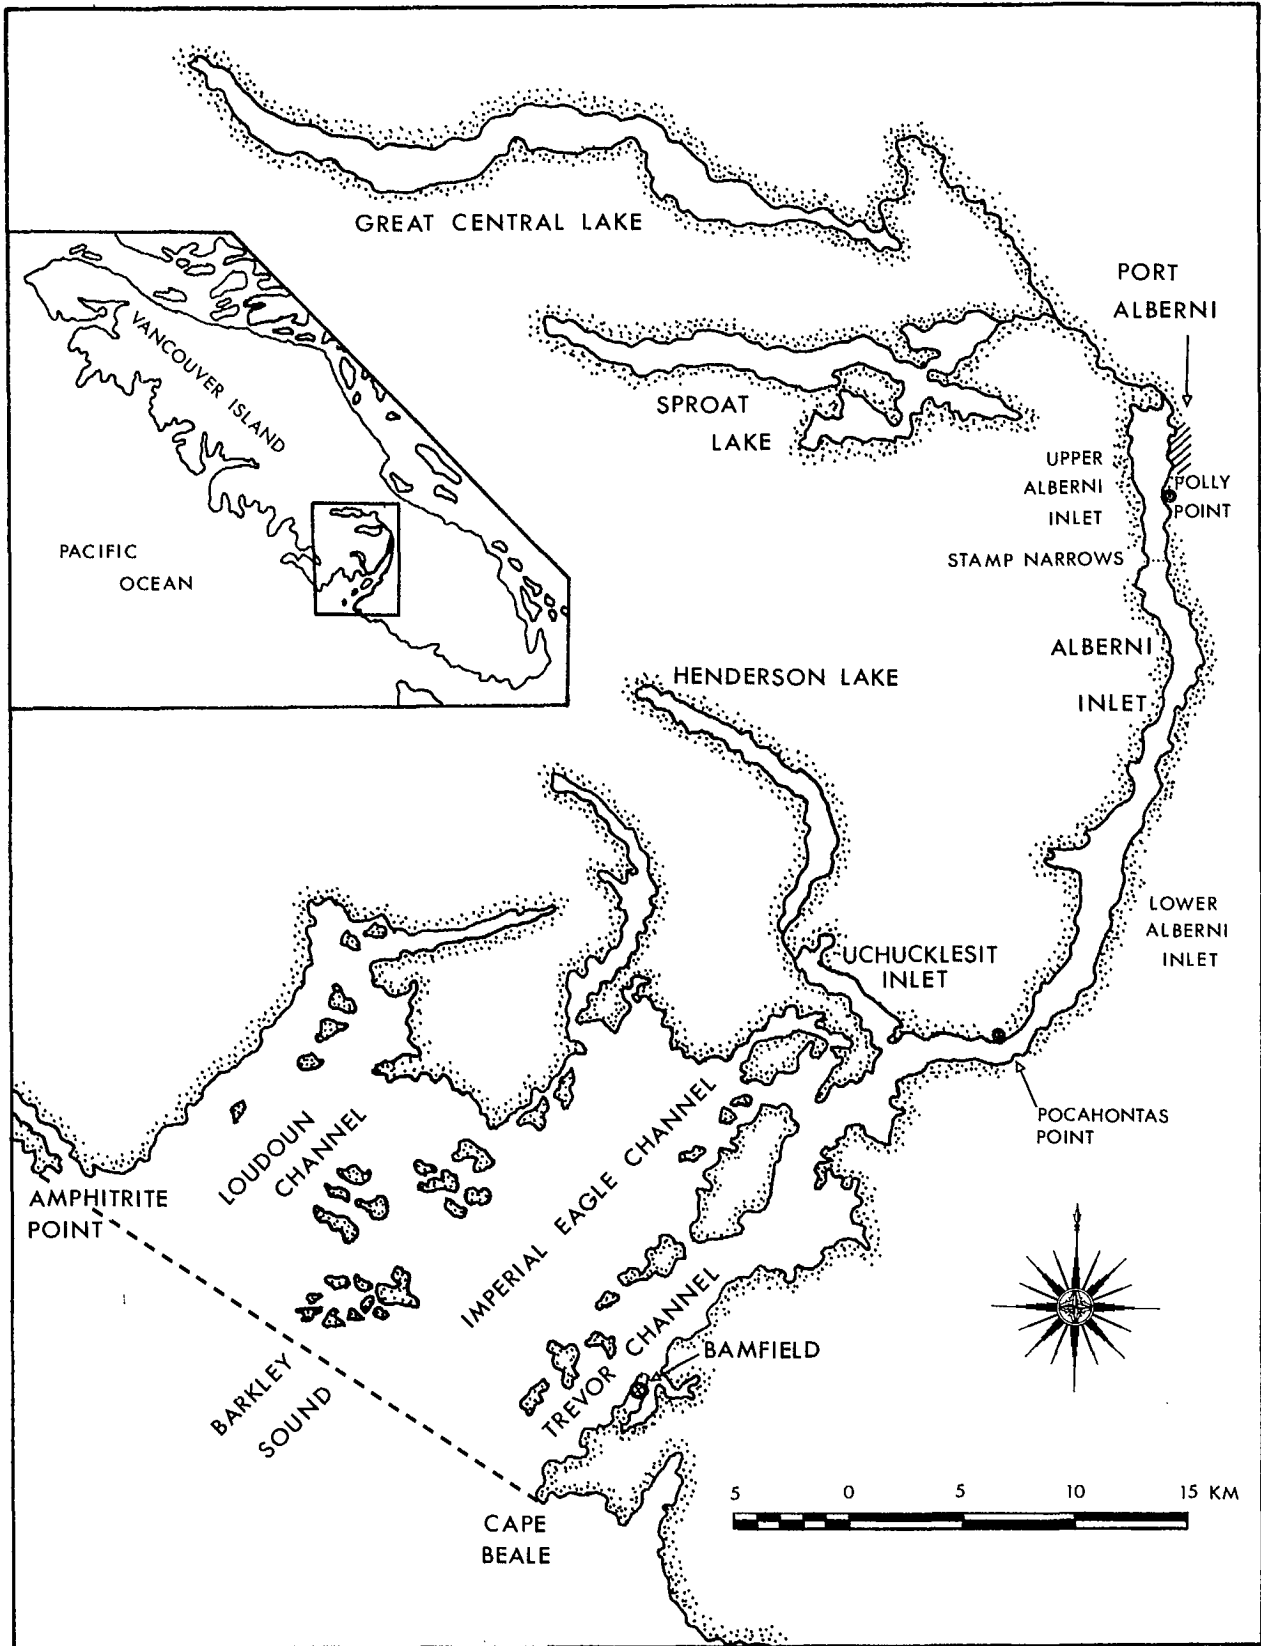 GREAT CENTRAL LAKE
PORT
ALBERNI
VANCOUVER ISLAND
SPROAT
LAKE
UPPER
ALBERNI
INLET
POLLY
POINT
PACIFIC
OCEAN
STAMP NARROWS
ALBERNI
INLET
HENDERSON LAKE
LOWER
ALBERNI
INLET
UCHUCKLESIT
INLET
POCAHONTAS
POINT
LOUDOUN
CHANNEL
IMPERIAL EAGLE CHANNEL
AMPHITRITE
POINT
TREVOR CHANNEL
BAMFIELD
BARKLEY
SOUND
CAPE
BEALE
5 0 5 10 15 KM